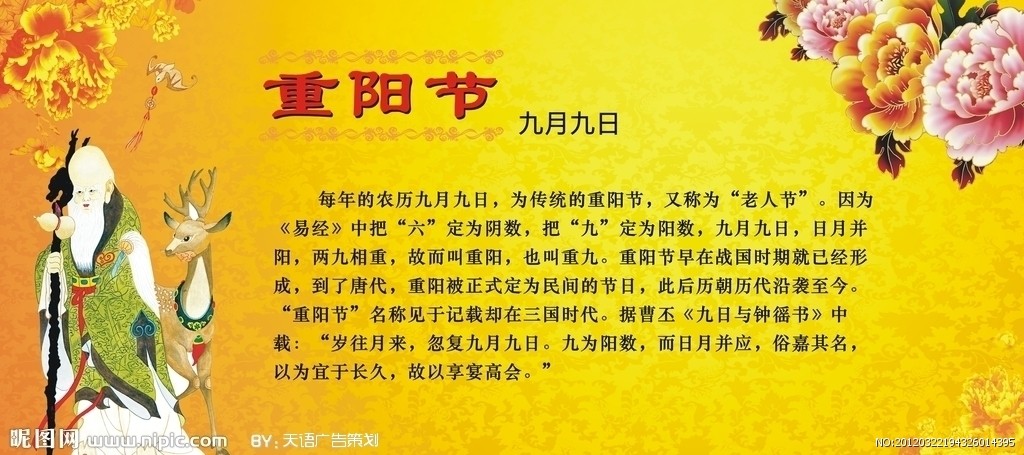 重阳节
九月九日
每年的农历九月九日，为传统的重阳节，又称为“老人节”。因为
《易经》中把“六”定为阴数，把“九”定为阳数，九月九日，日月并
阳，两九相重，故而叫重阳，也叫重九。重阳节早在战国时期就已经形
成，到了唐代，重阳被正式定为民间的节日，此后历朝历代沿袭至今。
“重阳节”名称见于记载却在三国时代。据曹丕《九日与钟徭书》中
载：“岁往月来，忽复九月九日。九为阳数，而日月并应，俗嘉其名，
以为宜于长久，故以享宴高会。”
昵图网 www.nipic.com BY：天语广告策划
NO:20120322194326014395